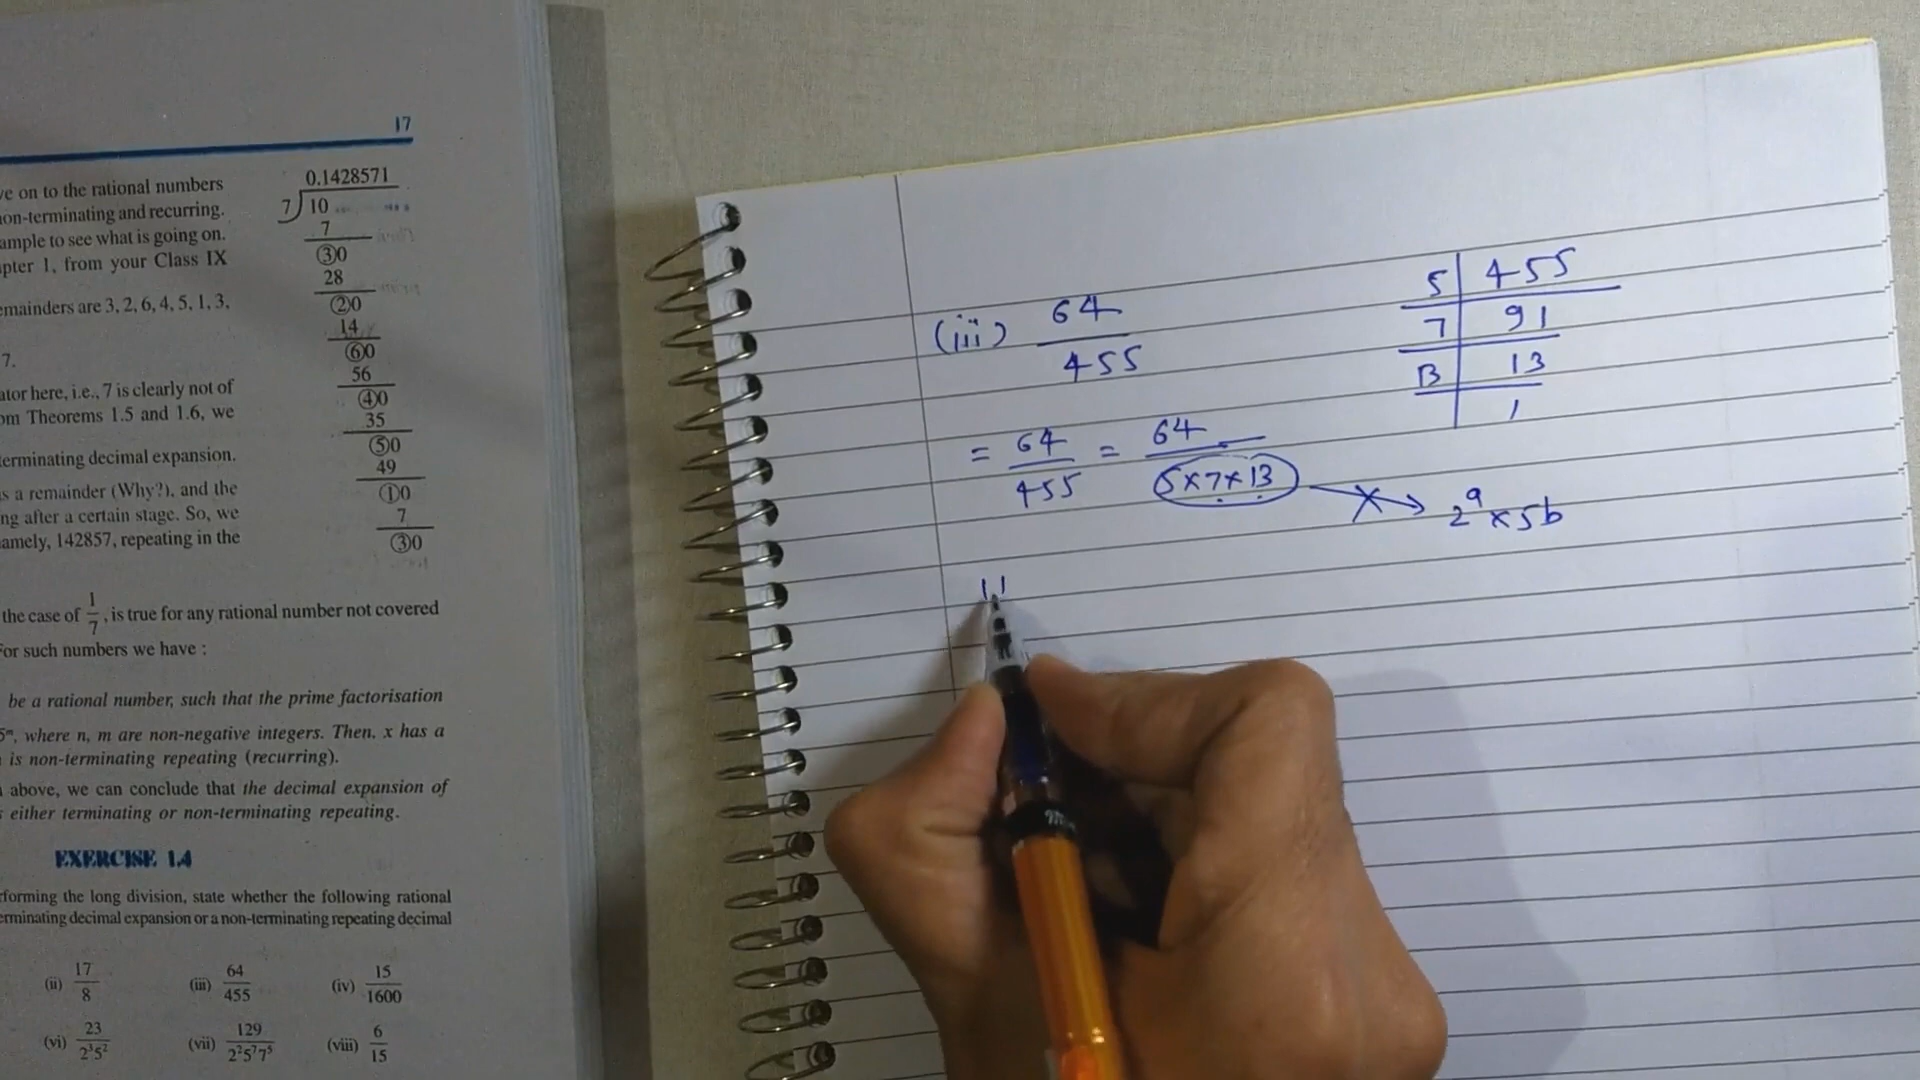 17
ve on to the rational numbers
non-terminating and recurring.
ample to see what is going on.
pter 1, from your Class IX
emainders are 3, 2, 6, 4, 5, 1, 3,
7.
ator here, i.e., 7 is clearly not of
om Theorems 1.5 and 1.6, we
terminating decimal expansion.
s a remainder (Why?), and the
ng after a certain stage. So, we
amely, 142857, repeating in the
0.1428571
7 10
7
30
28
20
14
60
56
40
35
50
49
10
7
30
the case of 1/7, is true for any rational number not covered
For such numbers we have :
be a rational number, such that the prime factorisation
5ᵐ, where n, m are non-negative integers. Then, x has a
is non-terminating repeating (recurring).
above, we can conclude that the decimal expansion of
either terminating or non-terminating repeating.
EXERCISE 1.4
forming the long division, state whether the following rational
erminating decimal expansion or a non-terminating repeating decimal
(ii) 17/8 (iii) 64/455 (iv) 15/1600
(vi) 23/2³5² (vii) 129/2²5⁷7⁵ (viii) 6/15
(iii) 64/455
= 64/455 = 64/5×7×13 × → 2ᵃ×5b
5 | 455
7 | 91
13 | 13
1